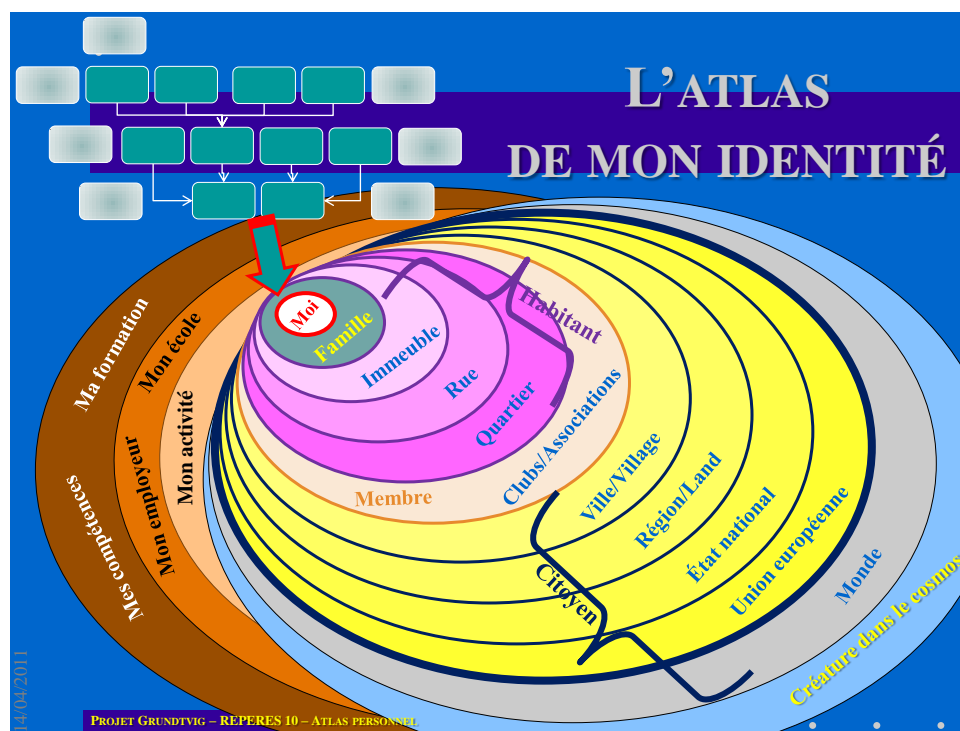 L’ATLAS
DE MON IDENTITÉ
Moi
Famille
Immeuble
Rue
Quartier
Habitant
Clubs/Associations
Membre
Ville/Village
Région/Land
État national
Union européenne
Citoyen
Monde
Créature dans le cosmos
Ma formation
Mes compétences
Mon école
Mon employeur
Mon activité
14/04/2011
PROJET GRUNDTVIG – REPERES 10 – ATLAS PERSONNEL